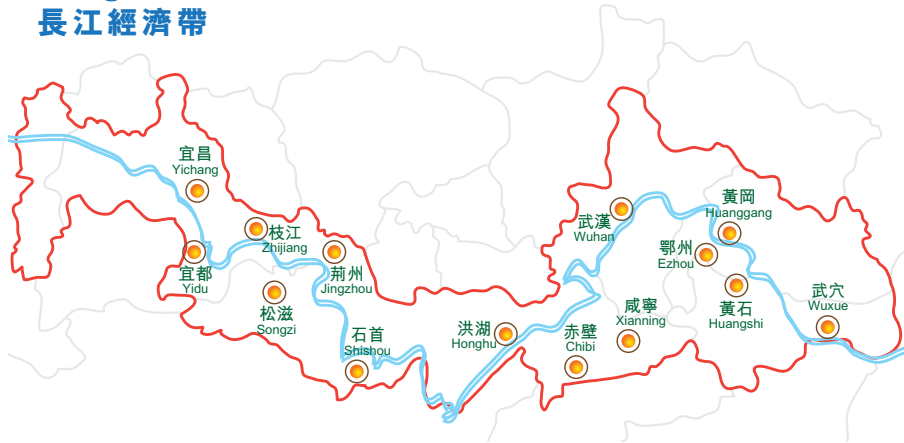 長江經濟帶
宜昌
Yichang
枝江
Zhijiang
宜都
Yidu
荊州
Jingzhou
松滋
Songzi
石首
Shishou
洪湖
Honghu
武漢
Wuhan
赤壁
Chibi
咸寧
Xianning
鄂州
Ezhou
黃岡
Huanggang
黃石
Huangshi
武穴
Wuxue